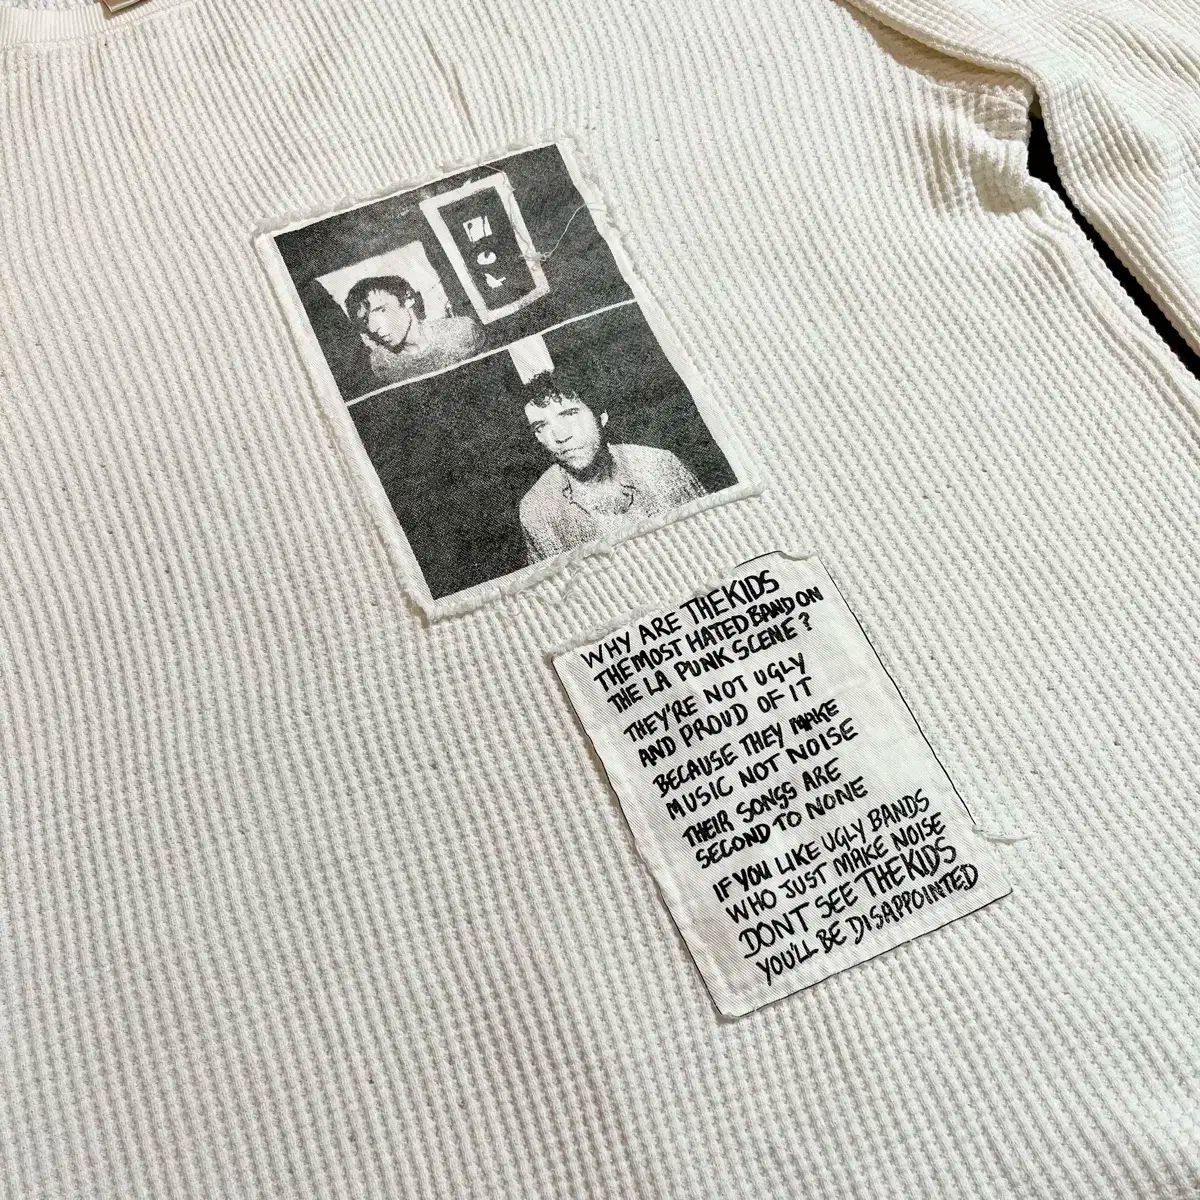 WHY ARE THE KIDS
THE MOST HATED BAND ON
THE LA PUNK SCENE?
THEY'RE NOT UGLY
AND PROUD OF IT
BECAUSE THEY MAKE
MUSIC NOT NOISE
THEIR SONGS ARE
SECOND TO NONE
IF YOU LIKE UGLY BANDS
WHO JUST MAKE NOISE
DONT SEE THE KIDS
YOU'LL BE DISAPPOINTED